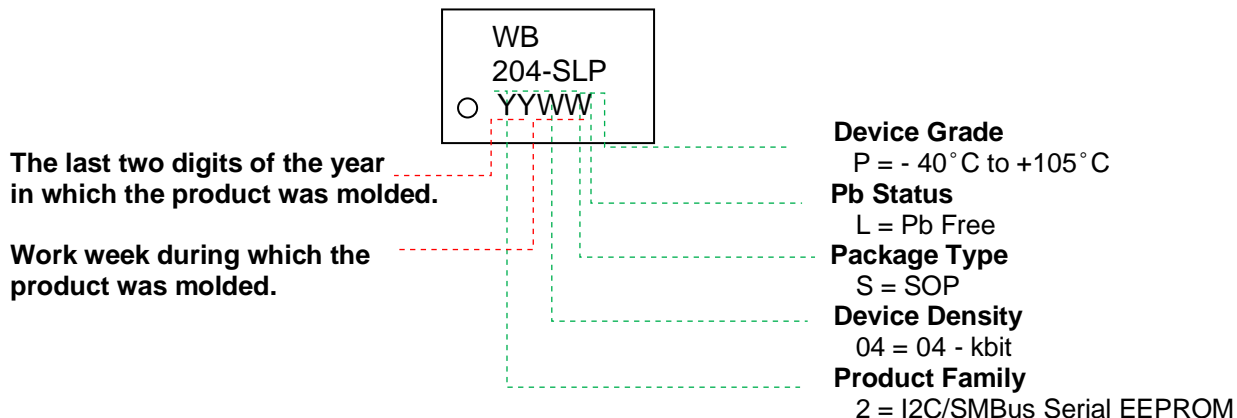 WB
204-SLP
YYWW
The last two digits of the year
in which the product was molded.
Work week during which the
product was molded.
Device Grade
P = - 40°C to +105°C
Pb Status
L = Pb Free
Package Type
S = SOP
Device Density
04 = 04 - kbit
Product Family
2 = I2C/SMBus Serial EEPROM